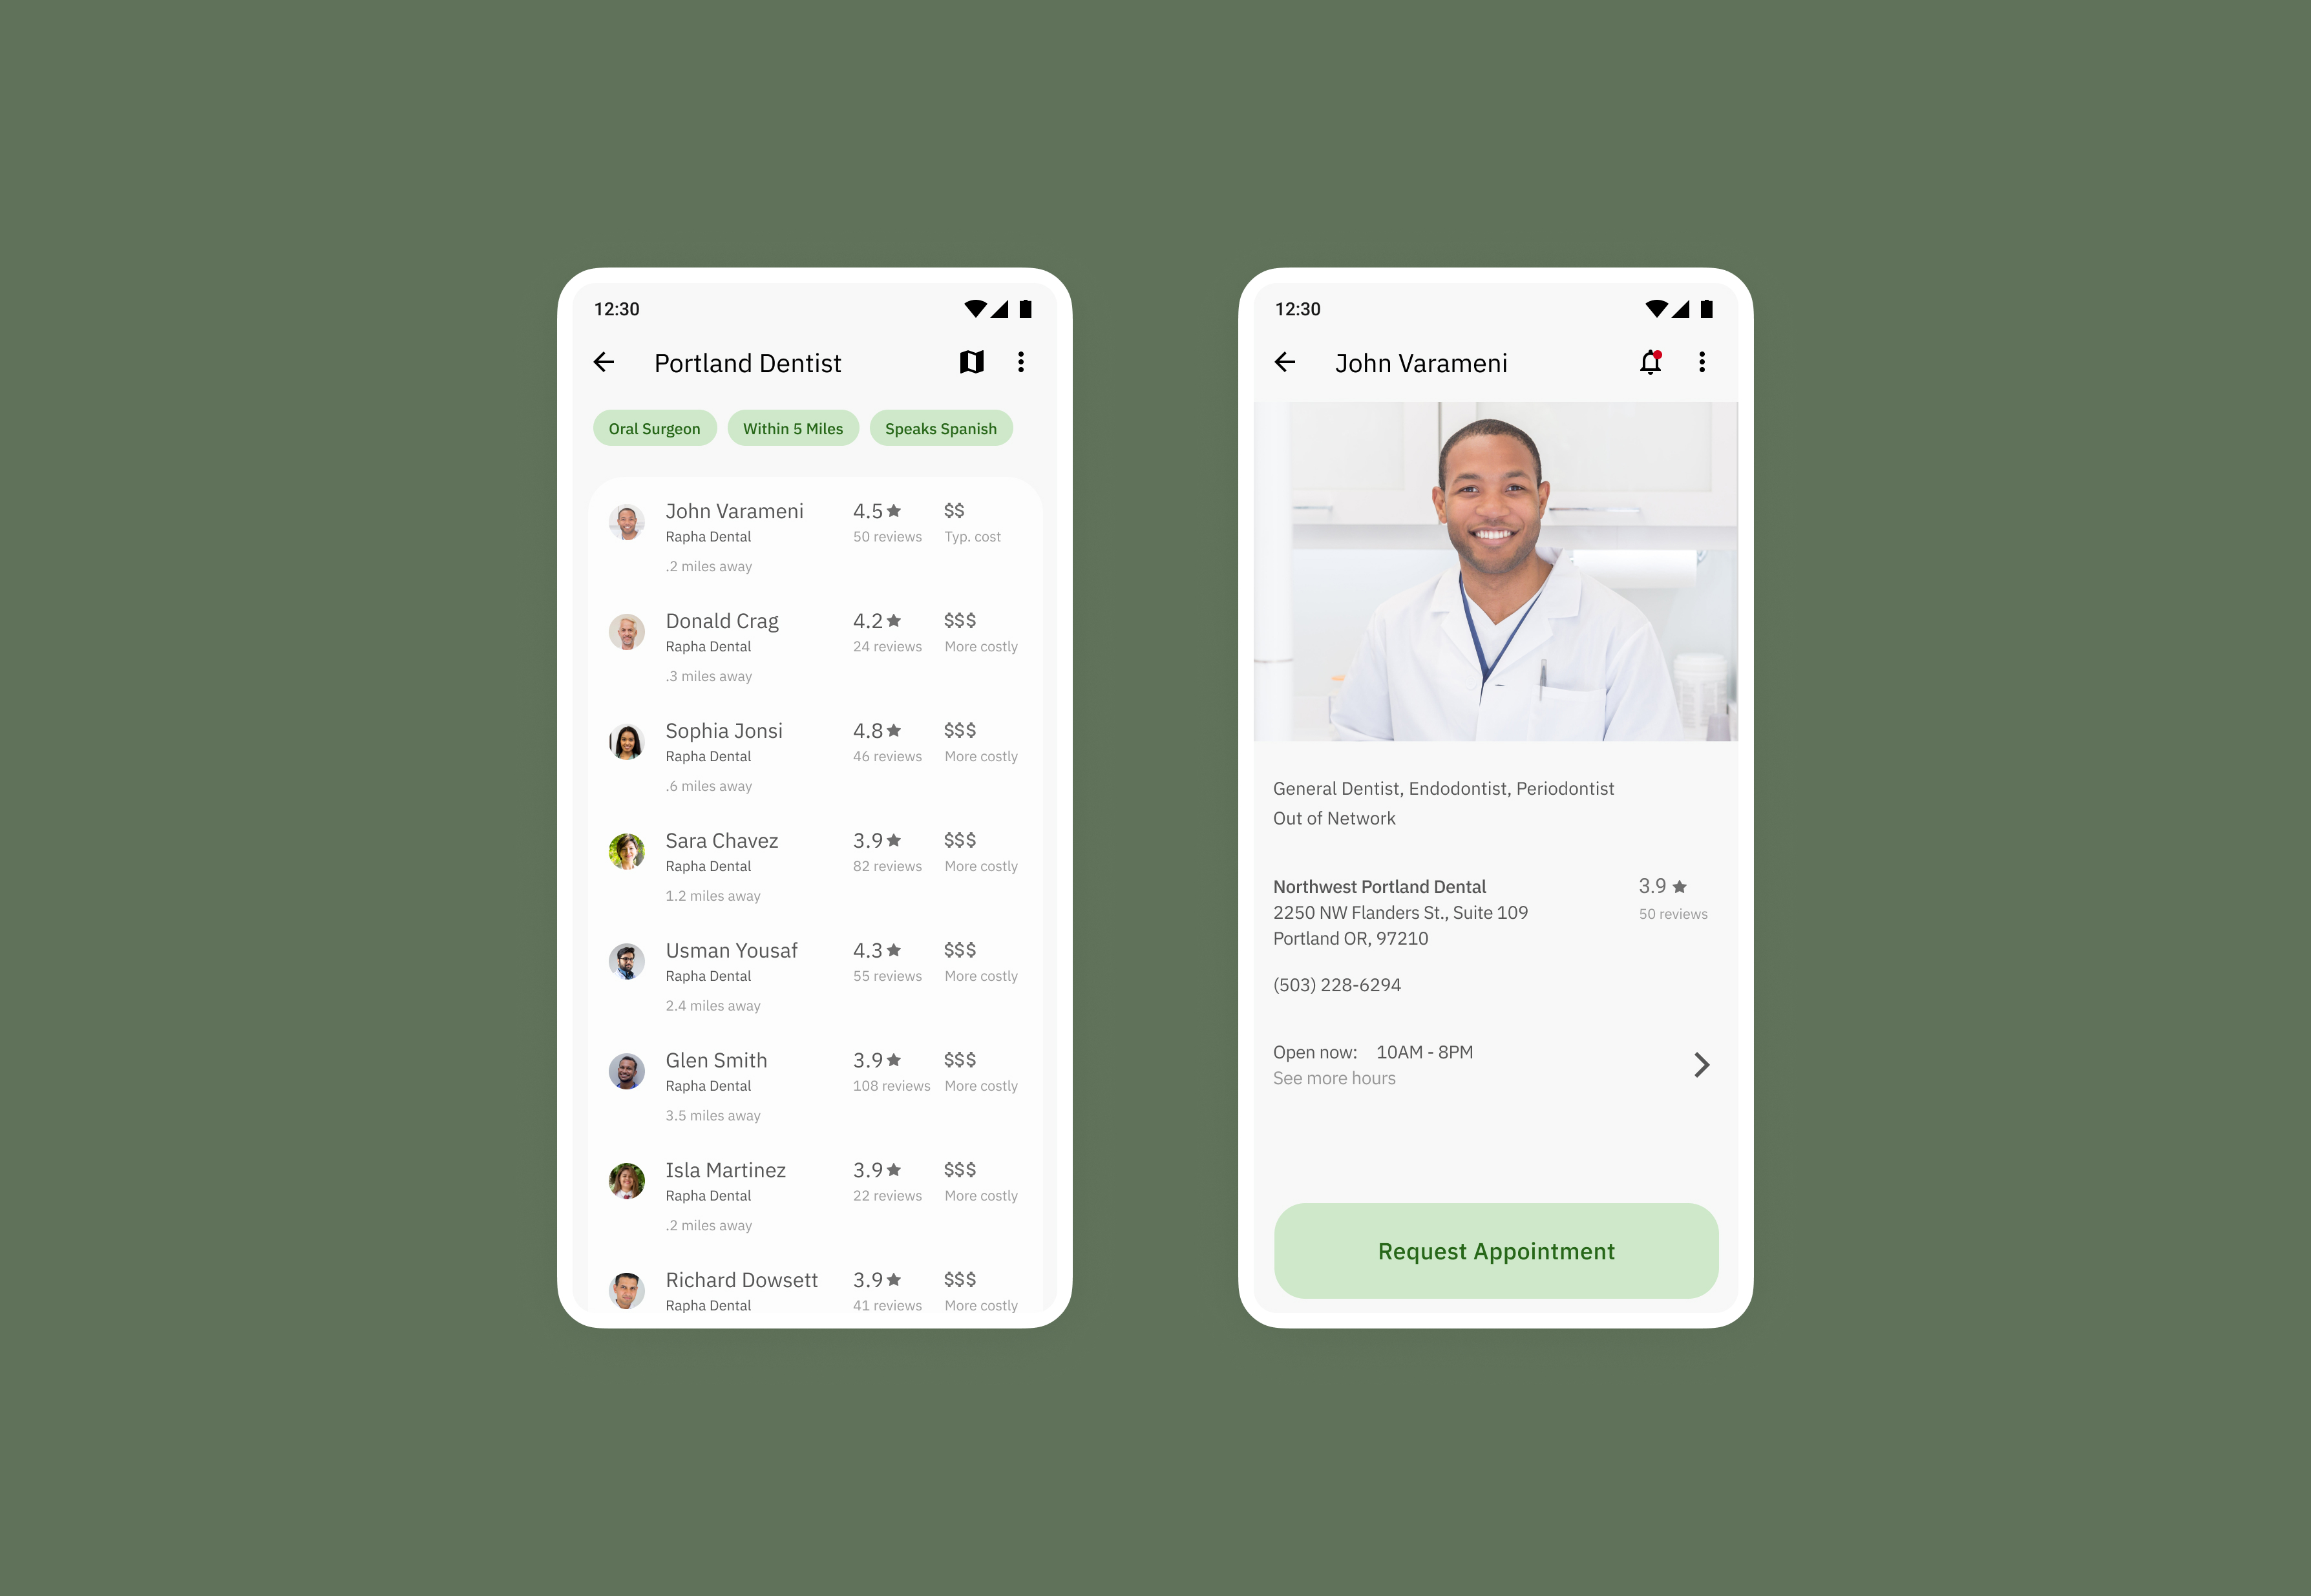 12:30
Portland Dentist
Oral Surgeon Within 5 Miles Speaks Spanish
John Varameni 4.5 $$
Rapha Dental 50 reviews Typ. cost
.2 miles away
Donald Crag 4.2 $$$
Rapha Dental 24 reviews More costly
.3 miles away
Sophia Jonsi 4.8 $$$
Rapha Dental 46 reviews More costly
.6 miles away
Sara Chavez 3.9 $$$
Rapha Dental 82 reviews More costly
1.2 miles away
Usman Yousaf 4.3 $$$
Rapha Dental 55 reviews More costly
2.4 miles away
Glen Smith 3.9 $$$
Rapha Dental 108 reviews More costly
3.5 miles away
Isla Martinez 3.9 $$$
Rapha Dental 22 reviews More costly
.2 miles away
Richard Dowsett 3.9 $$$
Rapha Dental 41 reviews More costly
12:30
John Varameni
General Dentist, Endodontist, Periodontist
Out of Network
Northwest Portland Dental 3.9
2250 NW Flanders St., Suite 109 50 reviews
Portland OR, 97210
(503) 228-6294
Open now: 10AM - 8PM
See more hours
Request Appointment